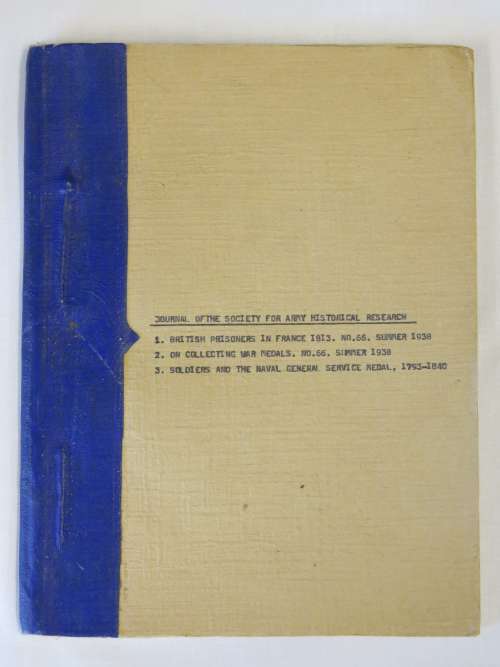 JOURNAL OFTHE SOCIETY FOR ARMY HISTORICAL RESEARCH
1. BRITISH PRISONERS IN FRANCE 1813. NO.66. SUMMER 1938
2. ON COLLECTING WAR MEDALS. NO.66. SUMMER 1938
3. SOLDIERS AND THE NAVAL GENERAL SERVICE MEDAL, 1793-1840